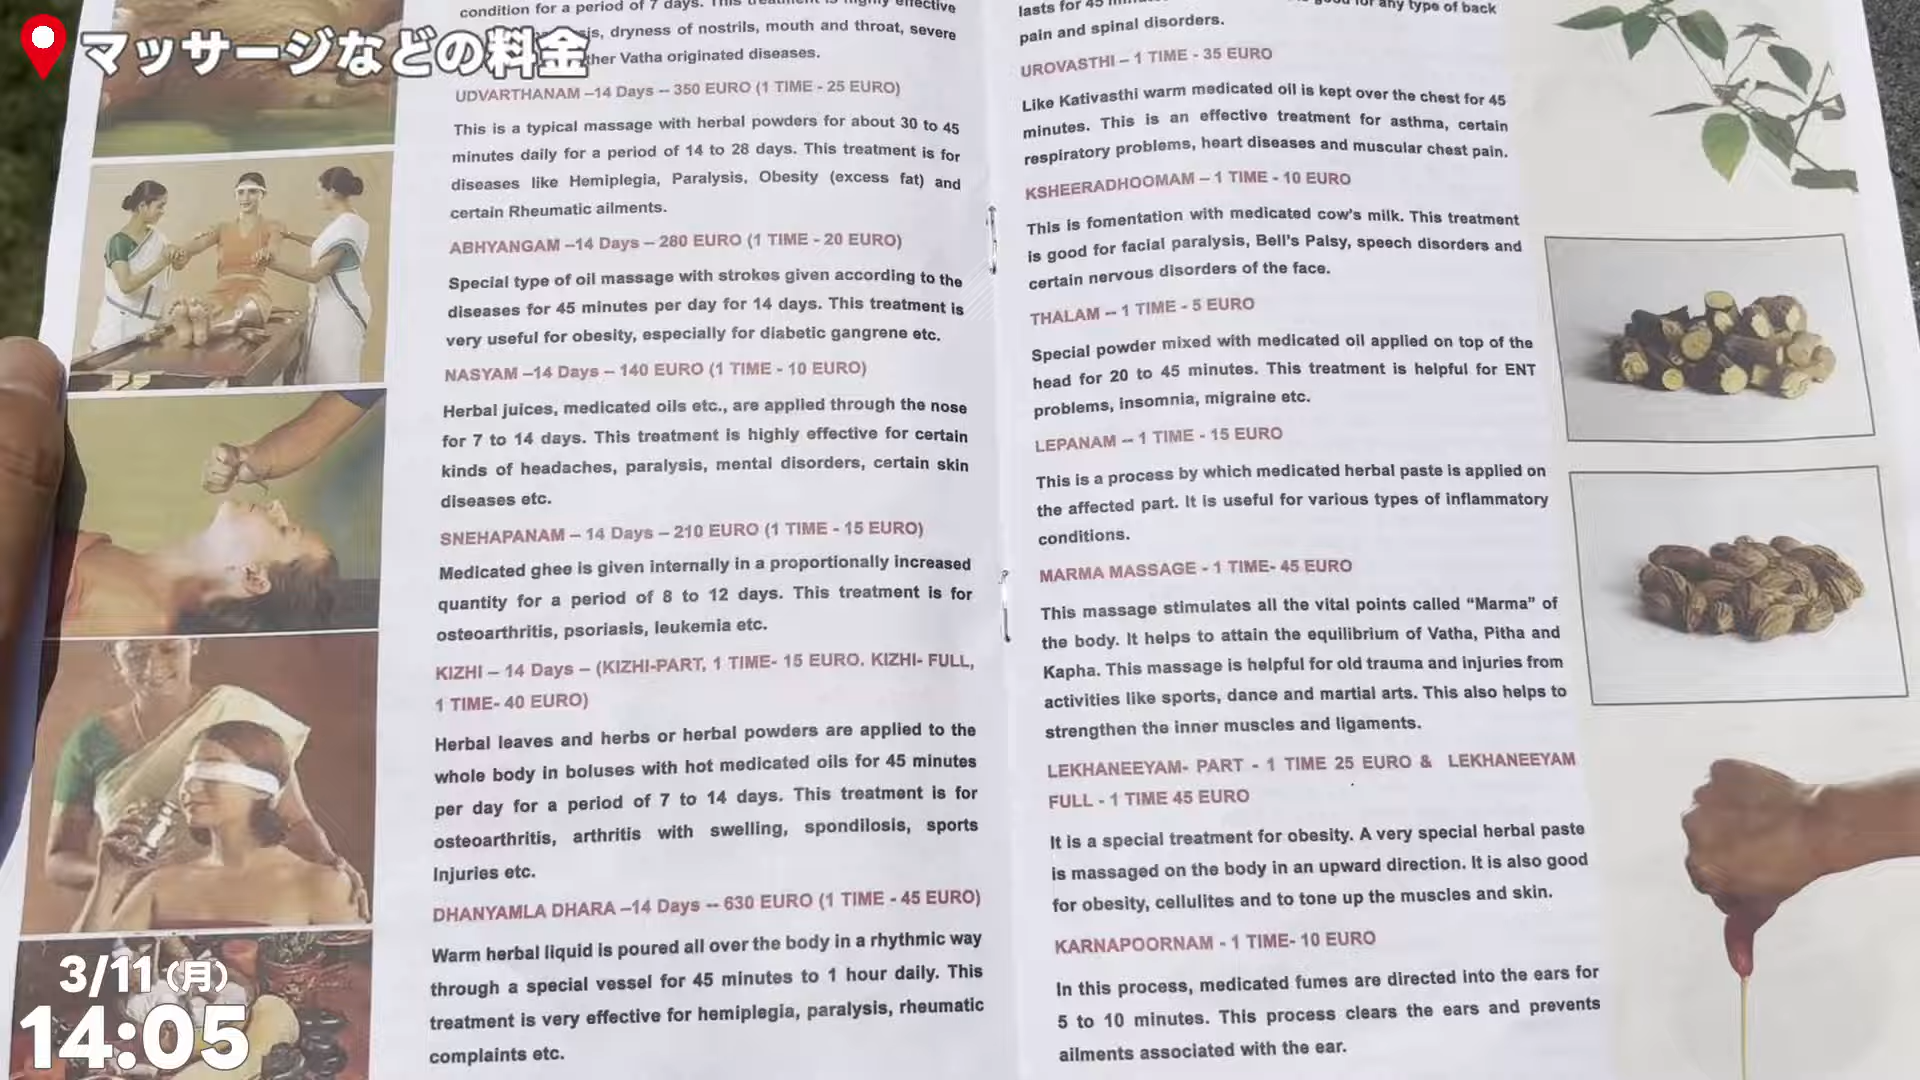 マッサージなどの料金
condition for a period of 7 days. This treatment is highly effective
dryness of nostrils, mouth and throat, severe
ther Vatha originated diseases.
UDVARTHANAM –14 Days – 350 EURO (1 TIME - 25 EURO)
This is a typical massage with herbal powders for about 30 to 45
minutes daily for a period of 14 to 28 days. This treatment is for
diseases like Hemiplegia, Paralysis, Obesity (excess fat) and
certain Rheumatic ailments.
ABHYANGAM –14 Days – 280 EURO (1 TIME - 20 EURO)
Special type of oil massage with strokes given according to the
diseases for 45 minutes per day for 14 days. This treatment is
very useful for obesity, especially for diabetic gangrene etc.
NASYAM –14 Days – 140 EURO (1 TIME - 10 EURO)
Herbal juices, medicated oils etc., are applied through the nose
for 7 to 14 days. This treatment is highly effective for certain
kinds of headaches, paralysis, mental disorders, certain skin
diseases etc.
SNEHAPANAM – 14 Days – 210 EURO (1 TIME - 15 EURO)
Medicated ghee is given internally in a proportionally increased
quantity for a period of 8 to 12 days. This treatment is for
osteoarthritis, psoriasis, leukemia etc.
KIZHI – 14 Days – (KIZHI-PART, 1 TIME- 15 EURO. KIZHI- FULL,
1 TIME- 40 EURO)
Herbal leaves and herbs or herbal powders are applied to the
whole body in boluses with hot medicated oils for 45 minutes
per day for a period of 7 to 14 days. This treatment is for
osteoarthritis, arthritis with swelling, spondilosis, sports
Injuries etc.
DHANYAMLA DHARA –14 Days – 630 EURO (1 TIME - 45 EURO)
Warm herbal liquid is poured all over the body in a rhythmic way
through a special vessel for 45 minutes to 1 hour daily. This
treatment is very effective for hemiplegia, paralysis, rheumatic
complaints etc.
lasts for 45 good for any type of back
pain and spinal disorders.
UROVASTHI – 1 TIME - 35 EURO
Like Kativasthi warm medicated oil is kept over the chest for 45
minutes. This is an effective treatment for asthma, certain
respiratory problems, heart diseases and muscular chest pain.
KSHEERADHOOMAM – 1 TIME - 10 EURO
This is fomentation with medicated cow's milk. This treatment
is good for facial paralysis, Bell's Palsy, speech disorders and
certain nervous disorders of the face.
THALAM – 1 TIME - 5 EURO
Special powder mixed with medicated oil applied on top of the
head for 20 to 45 minutes. This treatment is helpful for ENT
problems, insomnia, migraine etc.
LEPANAM – 1 TIME - 15 EURO
This is a process by which medicated herbal paste is applied on
the affected part. It is useful for various types of inflammatory
conditions.
MARMA MASSAGE - 1 TIME- 45 EURO
This massage stimulates all the vital points called “Marma” of
the body. It helps to attain the equilibrium of Vatha, Pitha and
Kapha. This massage is helpful for old trauma and injuries from
activities like sports, dance and martial arts. This also helps to
strengthen the inner muscles and ligaments.
LEKHANEEYAM- PART - 1 TIME 25 EURO & LEKHANEEYAM
FULL - 1 TIME 45 EURO
It is a special treatment for obesity. A very special herbal paste
is massaged on the body in an upward direction. It is also good
for obesity, cellulites and to tone up the muscles and skin.
KARNAPOORNAM - 1 TIME- 10 EURO
In this process, medicated fumes are directed into the ears for
5 to 10 minutes. This process clears the ears and prevents
ailments associated with the ear.
3/11 (月)
14:05